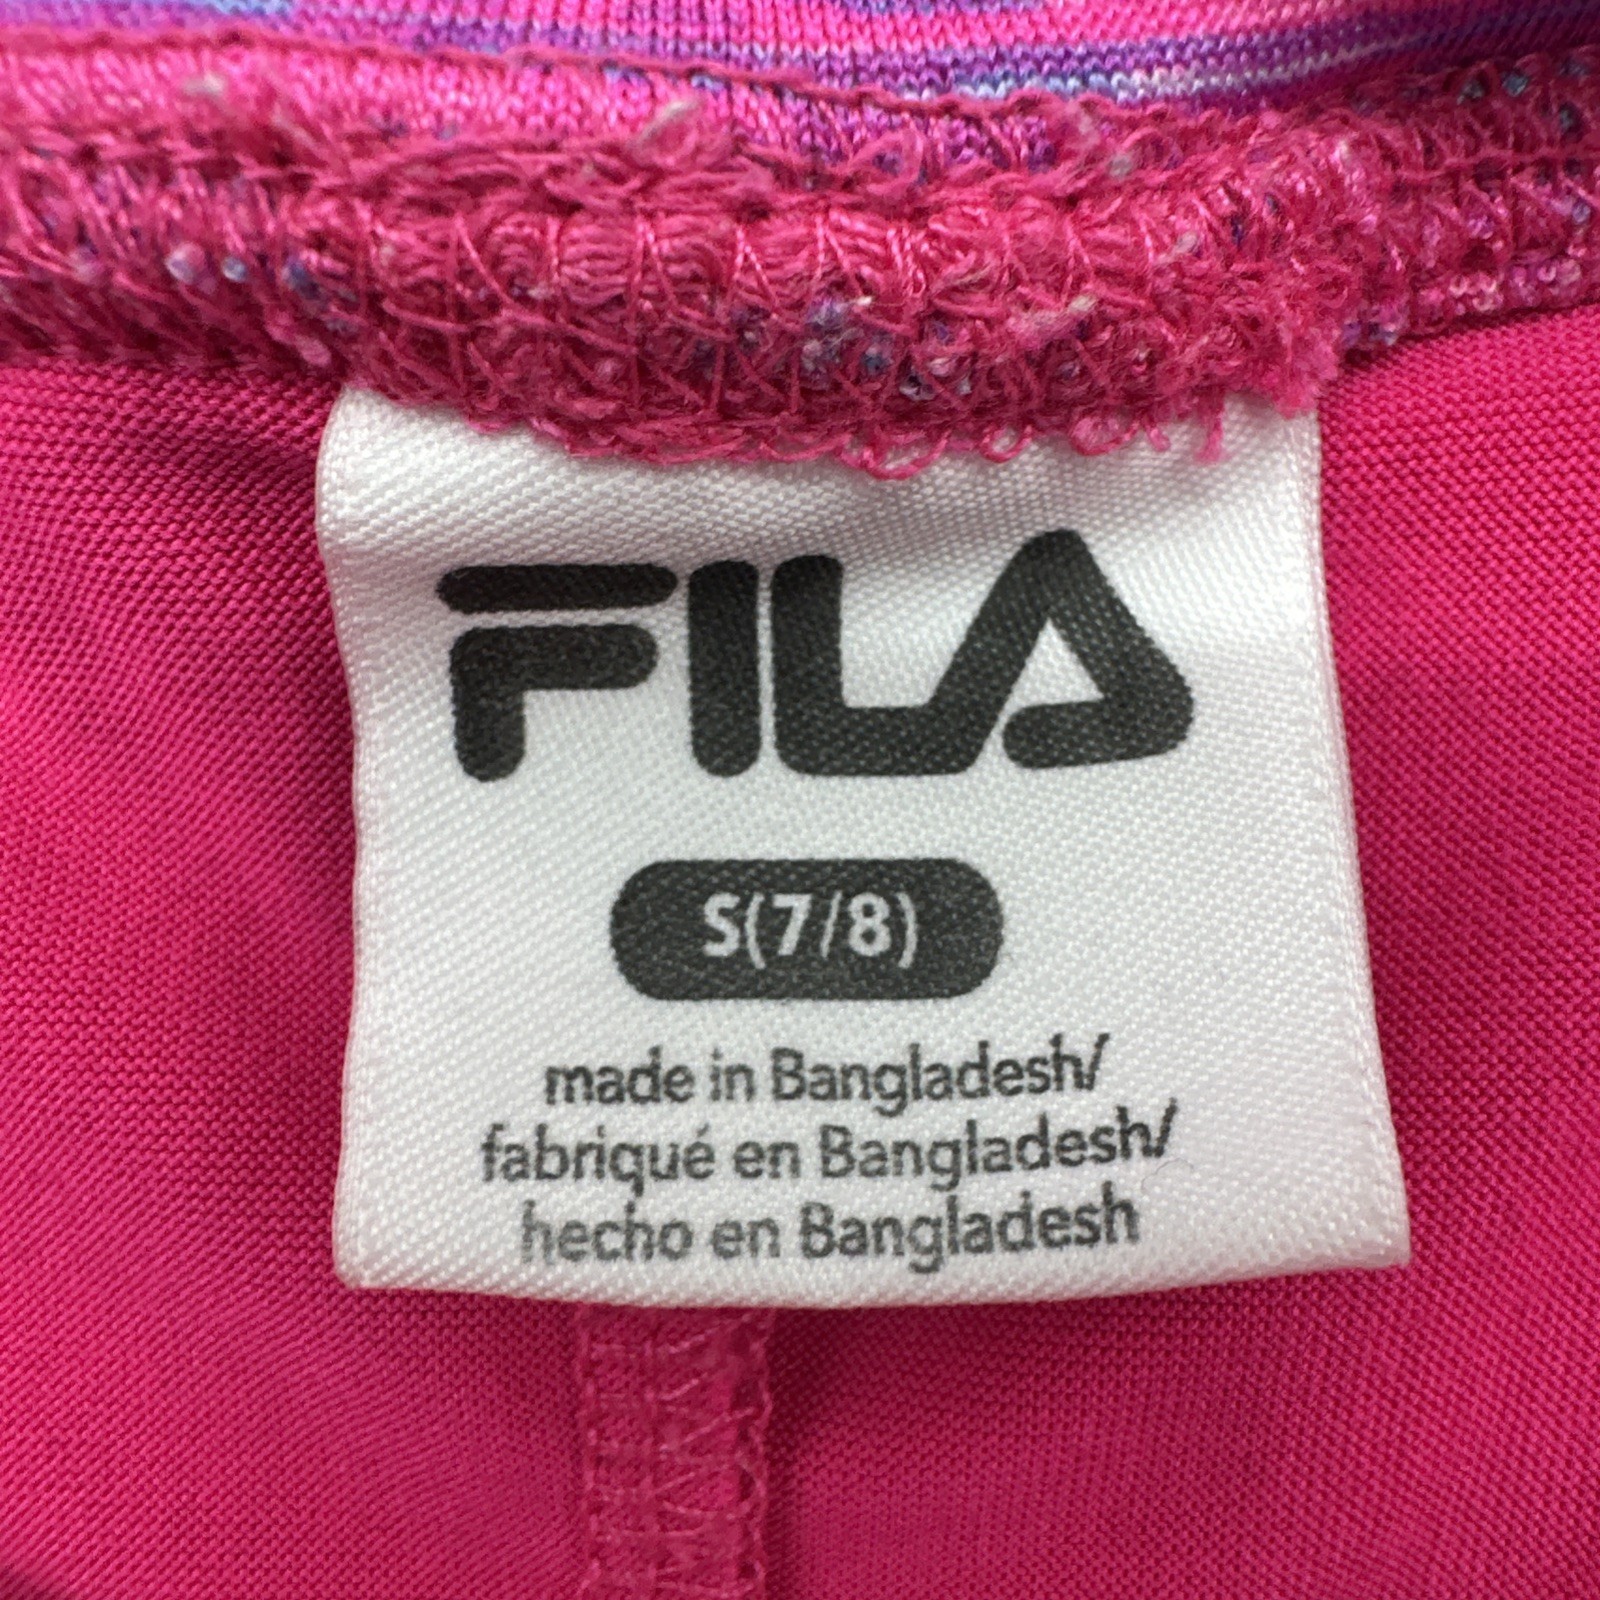 FILA
S(7/8)
made in Bangladesh/
fabriqué en Bangladesh/
hecho en Bangladesh